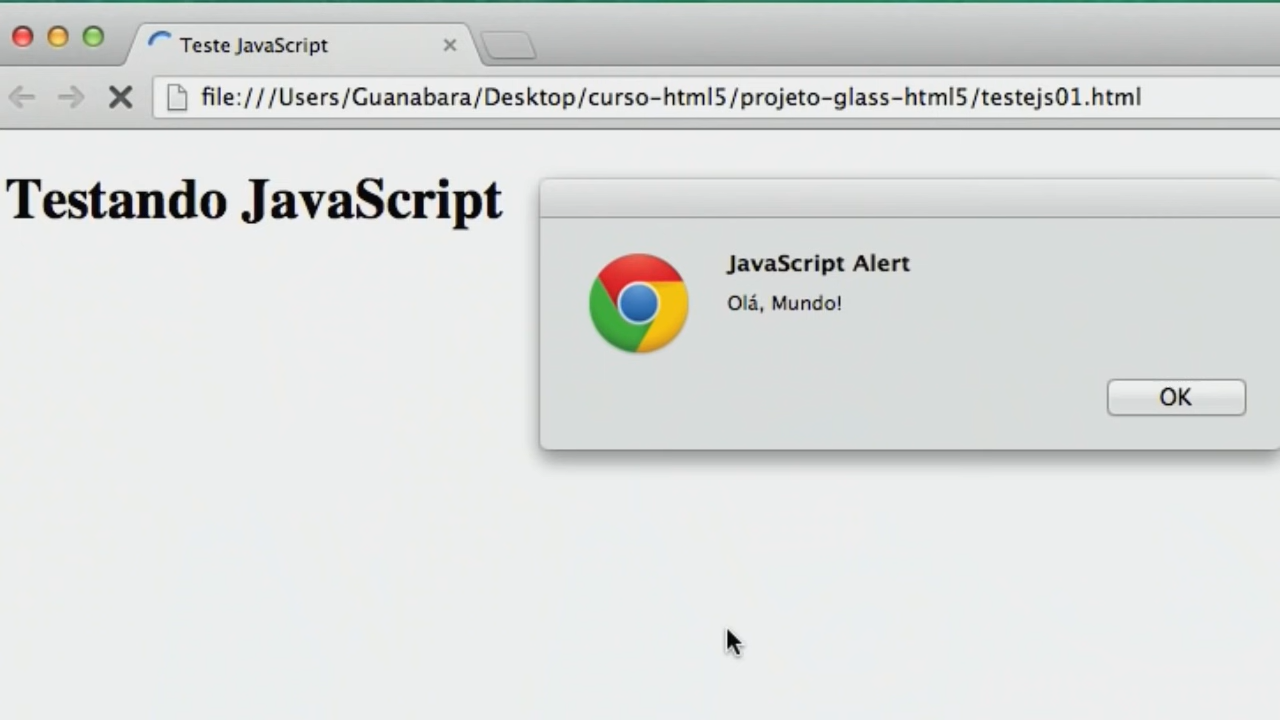 Teste JavaScript
file:///Users/Guanabara/Desktop/curso-html5/projeto-glass-html5/testejs01.html
Testando JavaScript
JavaScript Alert
Olá, Mundo!
OK